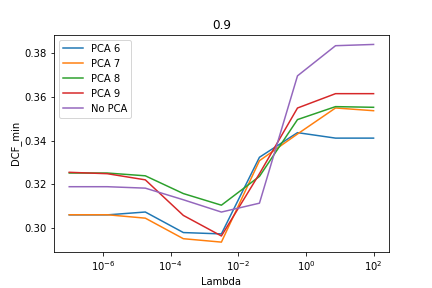 0.9
PCA 6
PCA 7
PCA 8
PCA 9
No PCA
DCF_min
0.38
0.36
0.34
0.32
0.30
10⁻⁶ 10⁻⁴ 10⁻² 10⁰ 10²
Lambda